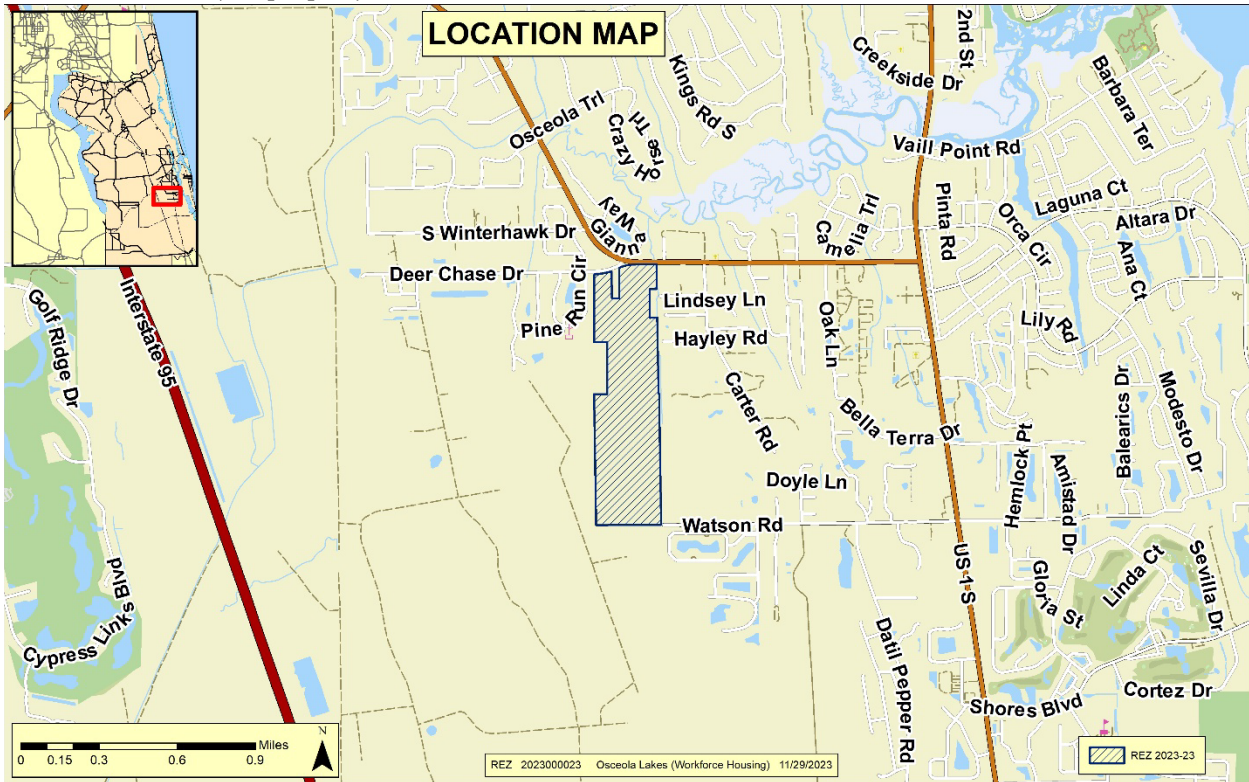 LOCATION MAP
2nd St
Creekside Dr
Kings Rd S
Barbara Ter
Osceola Trl
Crazy H
orse Trl
Vaill Point Rd
Laguna Ct
Altara Dr
Pinta Rd
Orca Cir
Ana Ct
Camelia Trl
Gianna Way
S Winterhawk Dr
Deer Chase Dr
Pine Run Cir
Lindsey Ln
Hayley Rd
Oak Ln
Lily Rd
Golf Ridge Dr
Interstate 95
Carter Rd
Bella Terra Dr
Balearics Dr
Modesto Dr
Hemlock Pt
Amistad Dr
Doyle Ln
Watson Rd
US 1 S
Gloria St
Linda Ct
Sevilla Dr
Cypress Links Blvd
Datil Pepper Rd
Shores Blvd
Cortez Dr
Miles
0 0.15 0.3 0.6 0.9
N
REZ 2023000023 Osceola Lakes (Workforce Housing) 11/29/2023
REZ 2023-23